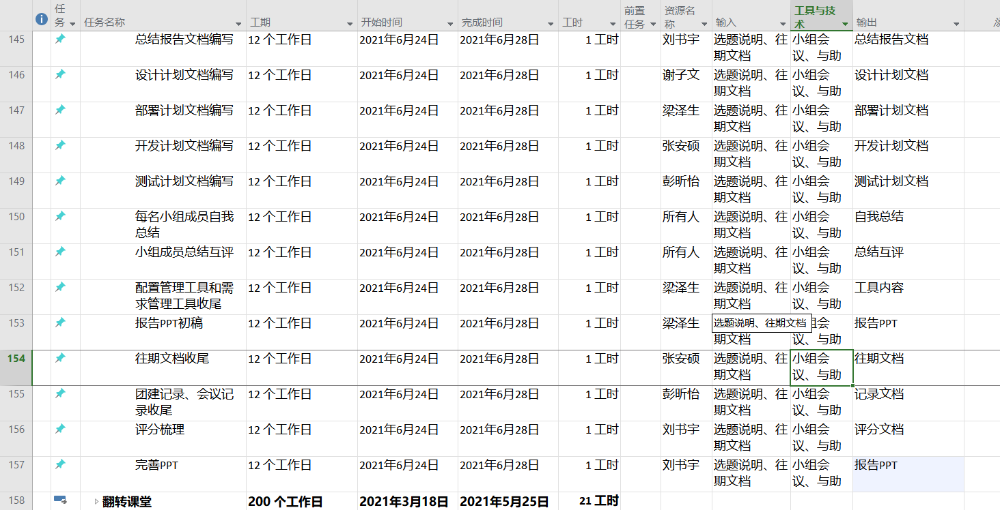 任务 任务名称 工期 开始时间 完成时间 工时 前置任务 资源名称 输入 工具与技术 输出
145 总结报告文档编写 12 个工作日 2021年6月24日 2021年6月28日 1 工时 刘书宇 选题说明、往期文档 小组会议、与助 总结报告文档
146 设计计划文档编写 12 个工作日 2021年6月24日 2021年6月28日 1 工时 谢子文 选题说明、往期文档 小组会议、与助 设计计划文档
147 部署计划文档编写 12 个工作日 2021年6月24日 2021年6月28日 1 工时 梁泽生 选题说明、往期文档 小组会议、与助 部署计划文档
148 开发计划文档编写 12 个工作日 2021年6月24日 2021年6月28日 1 工时 张安硕 选题说明、往期文档 小组会议、与助 开发计划文档
149 测试计划文档编写 12 个工作日 2021年6月24日 2021年6月28日 1 工时 彭昕怡 选题说明、往期文档 小组会议、与助 测试计划文档
150 每名小组成员自我总结 12 个工作日 2021年6月24日 2021年6月28日 1 工时 所有人 选题说明、往期文档 小组会议、与助 自我总结
151 小组成员总结互评 12 个工作日 2021年6月24日 2021年6月28日 1 工时 所有人 选题说明、往期文档 小组会议、与助 总结互评
152 配置管理工具和需求管理工具收尾 12 个工作日 2021年6月24日 2021年6月28日 1 工时 梁泽生 选题说明、往期文档 小组会议、与助 工具内容
153 报告PPT初稿 12 个工作日 2021年6月24日 2021年6月28日 1 工时 梁泽生 选题说明、往期文档 期文档 会议、与助 报告PPT
154 往期文档收尾 12 个工作日 2021年6月24日 2021年6月28日 1 工时 张安硕 选题说明、往期文档 小组会议、与助 往期文档
155 团建记录、会议记录收尾 12 个工作日 2021年6月24日 2021年6月28日 1 工时 彭昕怡 选题说明、往期文档 小组会议、与助 记录文档
156 评分梳理 12 个工作日 2021年6月24日 2021年6月28日 1 工时 刘书宇 选题说明、往期文档 小组会议、与助 评分文档
157 完善PPT 12 个工作日 2021年6月24日 2021年6月28日 1 工时 刘书宇 选题说明、往期文档 小组会议、与助 报告PPT
158 翻转课堂 200 个工作日 2021年3月18日 2021年5月25日 21 工时